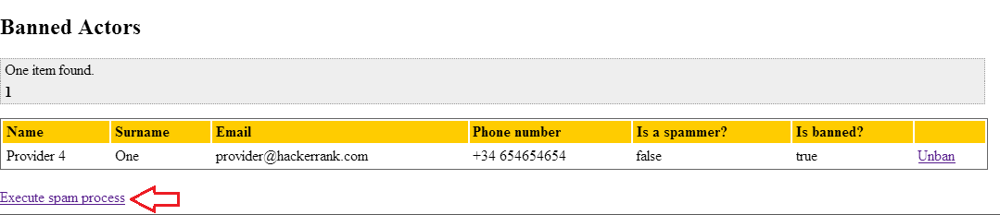 Banned Actors
One item found.
1
Name Surname Email Phone number Is a spammer? Is banned?
Provider 4 One provider@hackerrank.com +34 654654654 false true Unban
Execute spam process